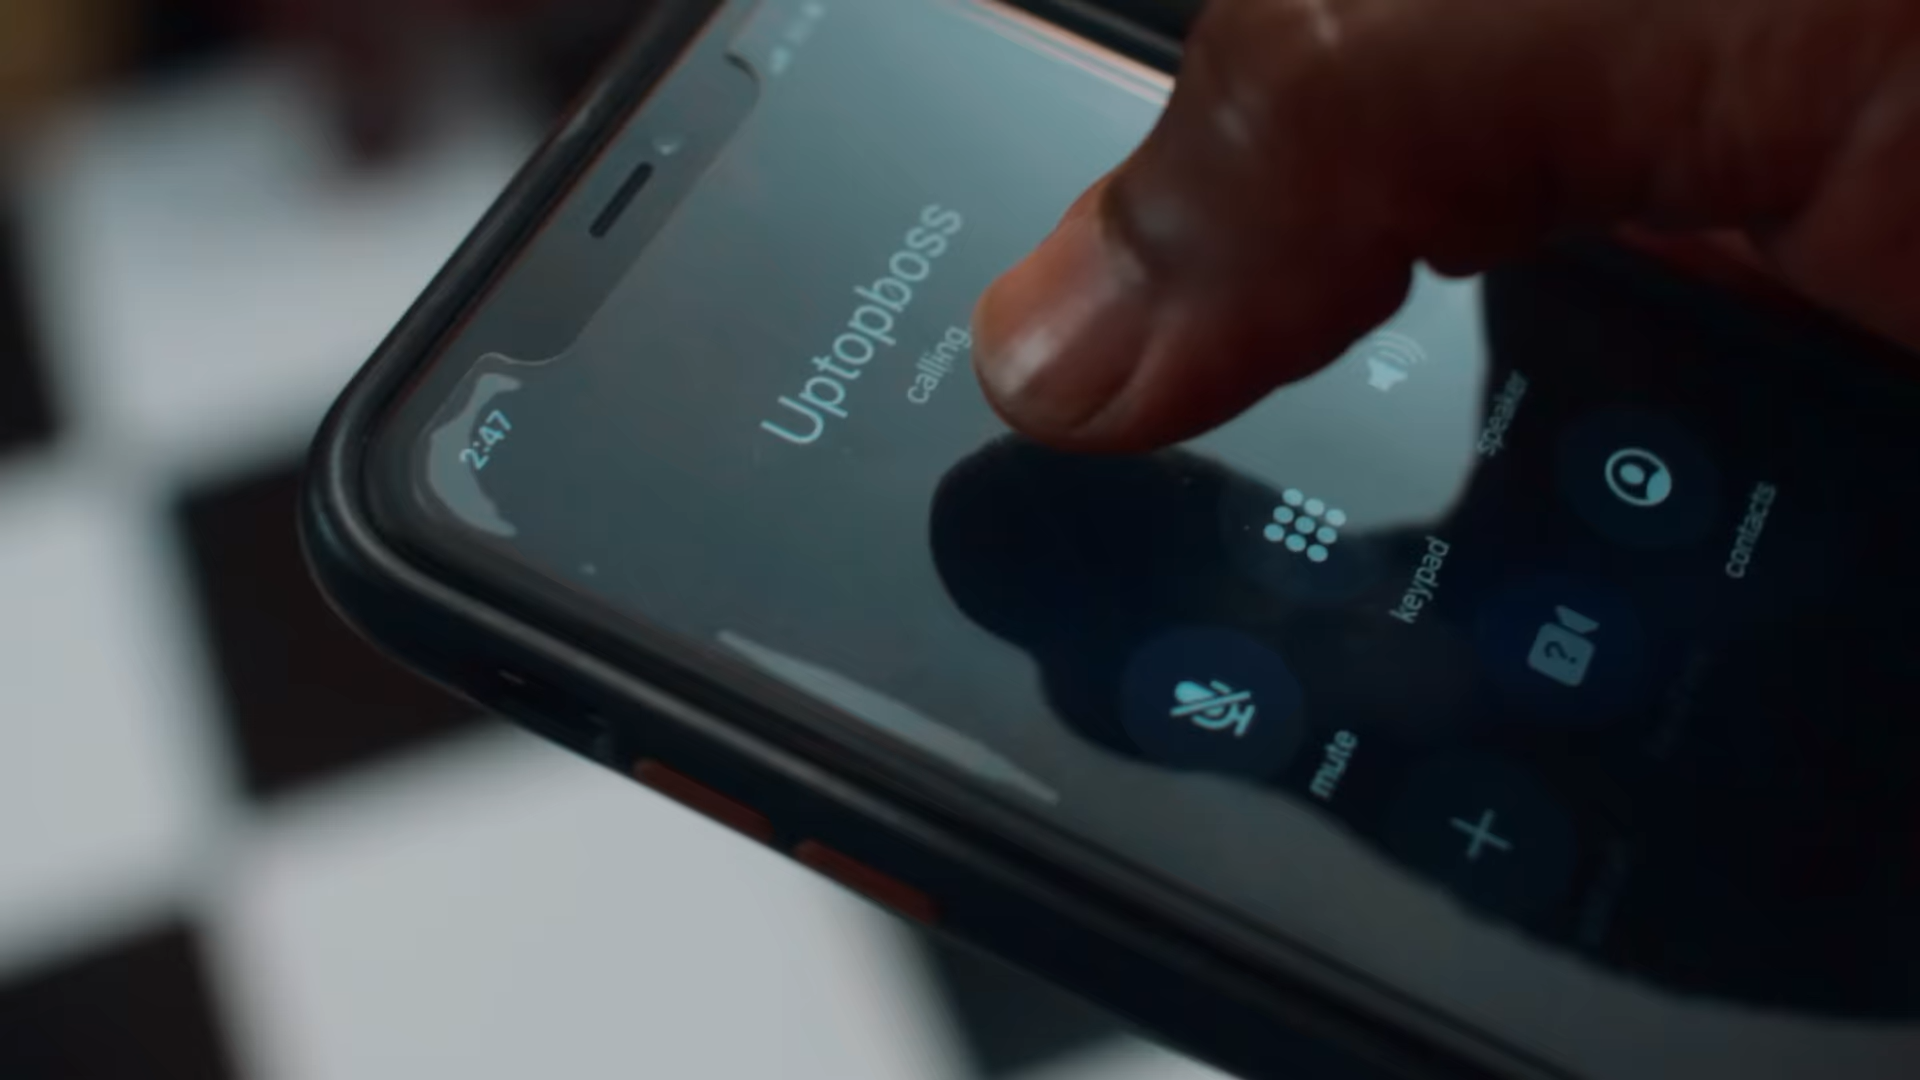 2:47
Uptopboss
calling
mute
keypad
speaker
contacts